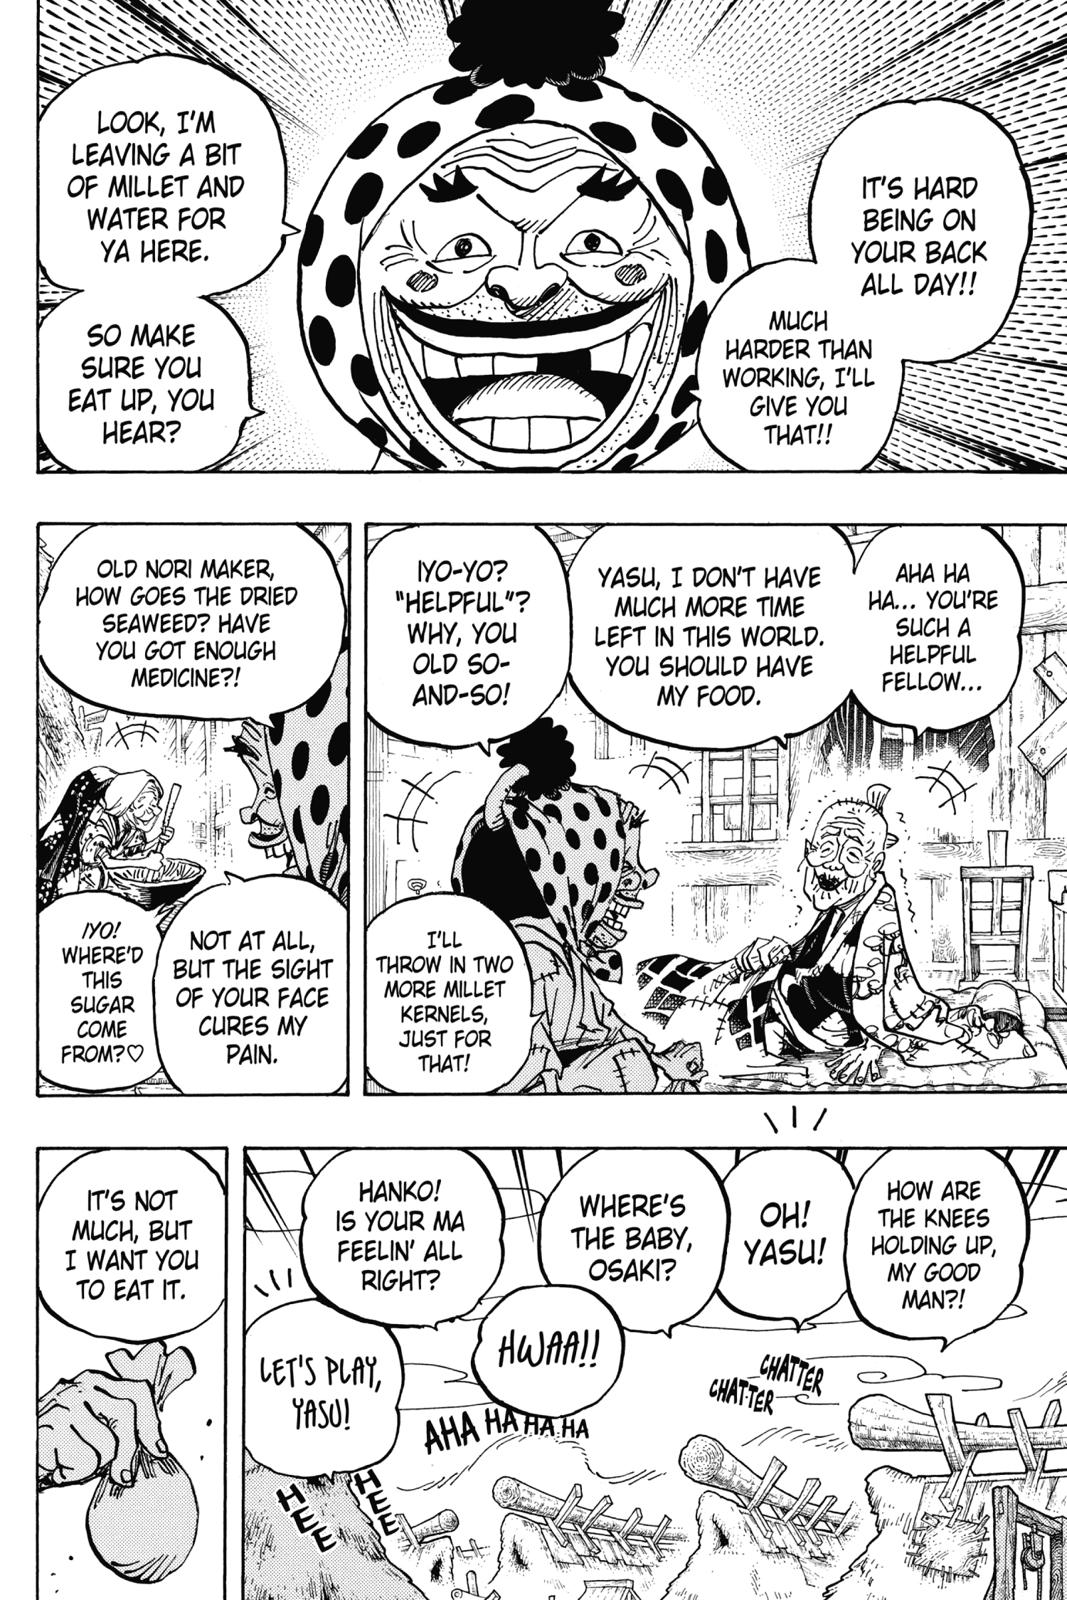 IT'S HARD
BEING ON
YOUR BACK
ALL DAY!!
MUCH
HARDER THAN
WORKING, I'LL
GIVE YOU
THAT!!
LOOK, I'M
LEAVING A BIT
OF MILLET AND
WATER FOR
YA HERE.
SO MAKE
SURE YOU
EAT UP, YOU
HEAR?
AHA HA
HA... YOU'RE
SUCH A
HELPFUL
FELLOW...
YASU, I DON'T HAVE
MUCH MORE TIME
LEFT IN THIS WORLD.
YOU SHOULD HAVE
MY FOOD.
IYO-YO?
"HELPFUL"?
WHY, YOU
OLD SO-
AND-SO!
I'LL
THROW IN TWO
MORE MILLET
KERNELS,
JUST FOR
THAT!
OLD NORI MAKER,
HOW GOES THE DRIED
SEAWEED? HAVE
YOU GOT ENOUGH
MEDICINE?!
NOT AT ALL,
BUT THE SIGHT
OF YOUR FACE
CURES MY
PAIN.
IYO!
WHERE'D
THIS
SUGAR
COME
FROM?♡
HOW ARE
THE KNEES
HOLDING UP,
MY GOOD
MAN?!
OH!
YASU!
WHERE'S
THE BABY,
OSAKI?
HWAA!!
HANKO!
IS YOUR MA
FEELIN' ALL
RIGHT?
LET'S PLAY,
YASU!
CHATTER
CHATTER
AHA HA HA HA
HEE
HEE
IT'S NOT
MUCH, BUT
I WANT YOU
TO EAT IT.